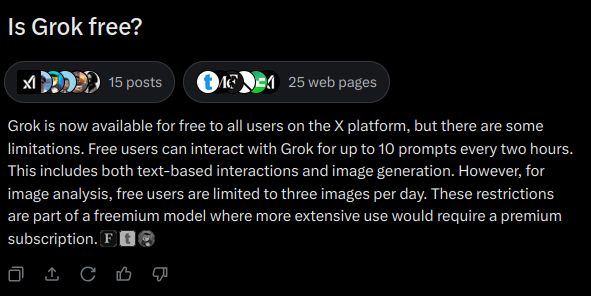 Is Grok free?
15 posts
25 web pages
Grok is now available for free to all users on the X platform, but there are some
limitations. Free users can interact with Grok for up to 10 prompts every two hours.
This includes both text-based interactions and image generation. However, for
image analysis, free users are limited to three images per day. These restrictions
are part of a freemium model where more extensive use would require a premium
subscription. F t